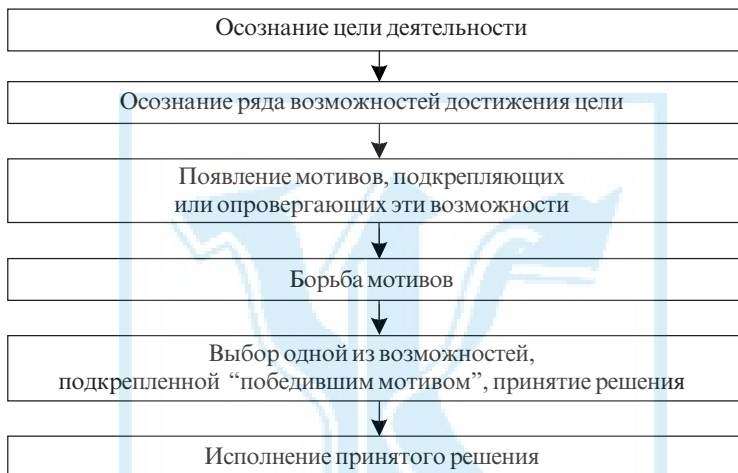 Осознание цели деятельности
Осознание ряда возможностей достижения цели
Появление мотивов, подкрепляющих
или опровергающих эти возможности
Борьба мотивов
Выбор одной из возможностей,
подкрепленной “победившим мотивом”, принятие решения
Исполнение принятого решения